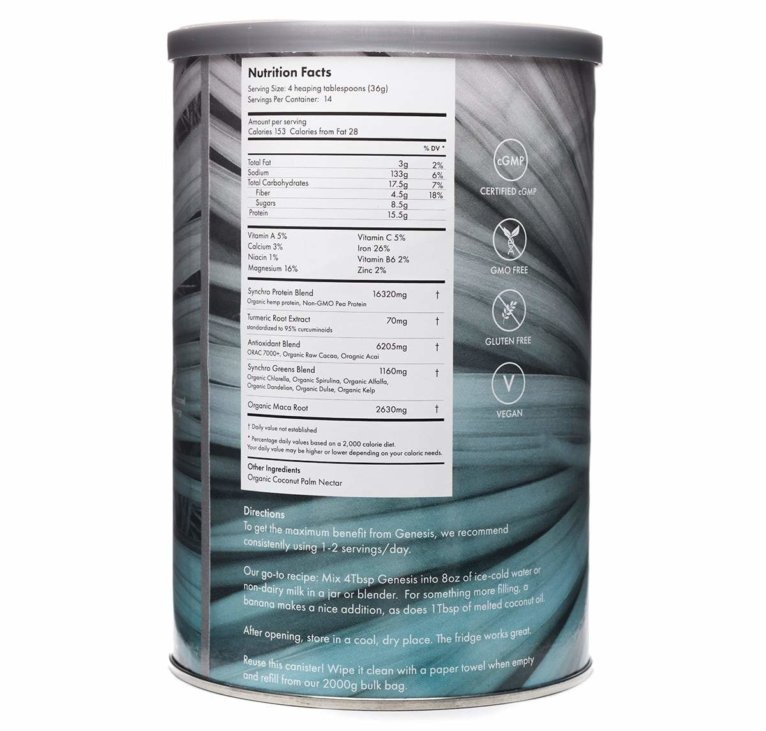 Nutrition Facts
Serving Size: 4 heaping tablespoons (36g)
Servings Per Container: 14
Amount per serving
Calories 153 Calories from Fat 28
% DV *
Total Fat 3g 2%
Sodium 133g 6%
Total Carbohydrates 17.5g 7%
Fiber 4.5g 18%
Sugars 8.5g
Protein 15.5g
Vitamin A 5% Vitamin C 5%
Calcium 3% Iron 26%
Niacin 1% Vitamin B6 2%
Magnesium 16% Zinc 2%
Synchro Protein Blend 16320mg †
Organic hemp protein, Non-GMO Pea Protein
Turmeric Root Extract 70mg †
standardized to 95% curcuminoids
Antioxidant Blend 6205mg †
ORAC 7000+, Organic Raw Cacao, Orognic Acai
Synchro Greens Blend 1160mg †
Organic Chlorella, Organic Spirulina, Organic Alfalfa,
Organic Dandelion, Organic Dulse, Organic Kelp
Organic Maca Root 2630mg †
† Daily value not established
* Percentage daily values based on a 2,000 calorie diet.
Your daily value may be higher or lower depending on your caloric needs.
Other Ingredients
Organic Coconut Palm Nectar
cGMP
CERTIFIED cGMP
GMO FREE
GLUTEN FREE
V
VEGAN
Directions
To get the maximum benefit from Genesis, we recommend
consistently using 1-2 servings/day.
Our go-to recipe: Mix 4Tbsp Genesis into 8oz of ice-cold water or
non-dairy milk in a jar or blender. For something more filling, a
banana makes a nice addition, as does 1Tbsp of melted coconut oil.
After opening, store in a cool, dry place. The fridge works great.
Reuse this canister! Wipe it clean with a paper towel when empty
and refill from our 2000g bulk bag.